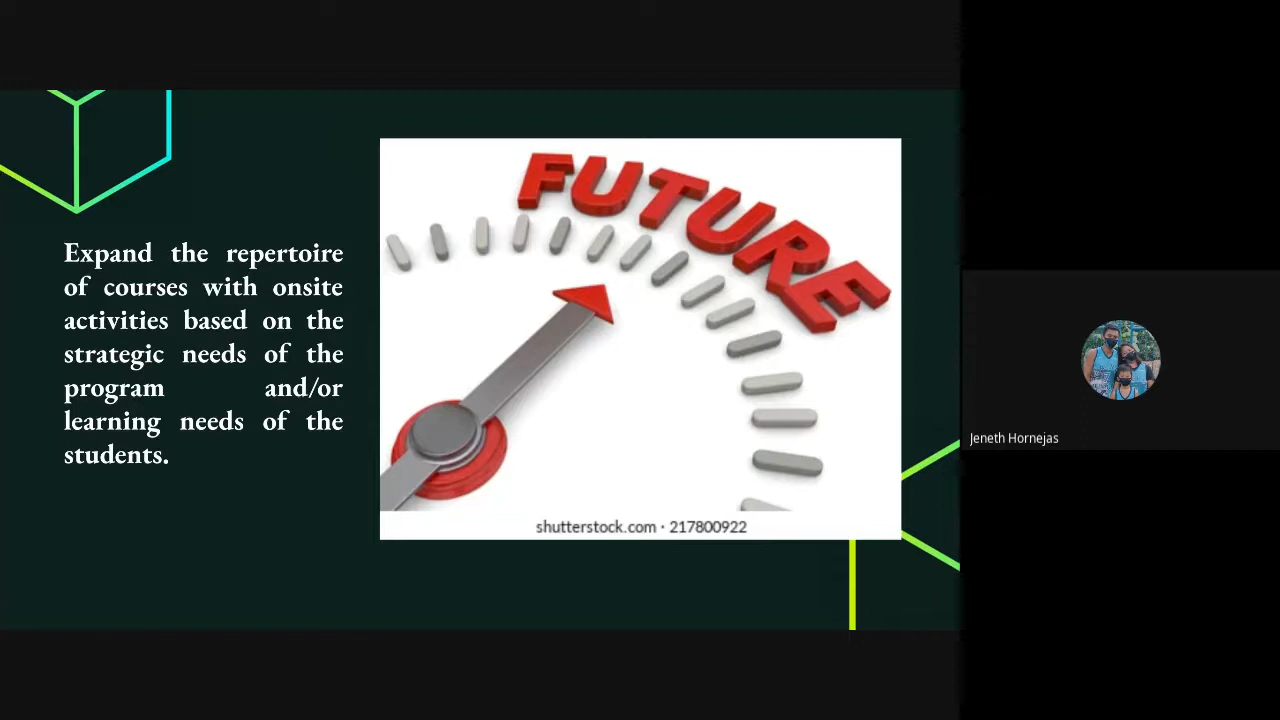 Expand the repertoire
of courses with onsite
activities based on the
strategic needs of the
program and/or
learning needs of the
students.
FUTURE
shutterstock.com · 217800922
Jeneth Hornejas